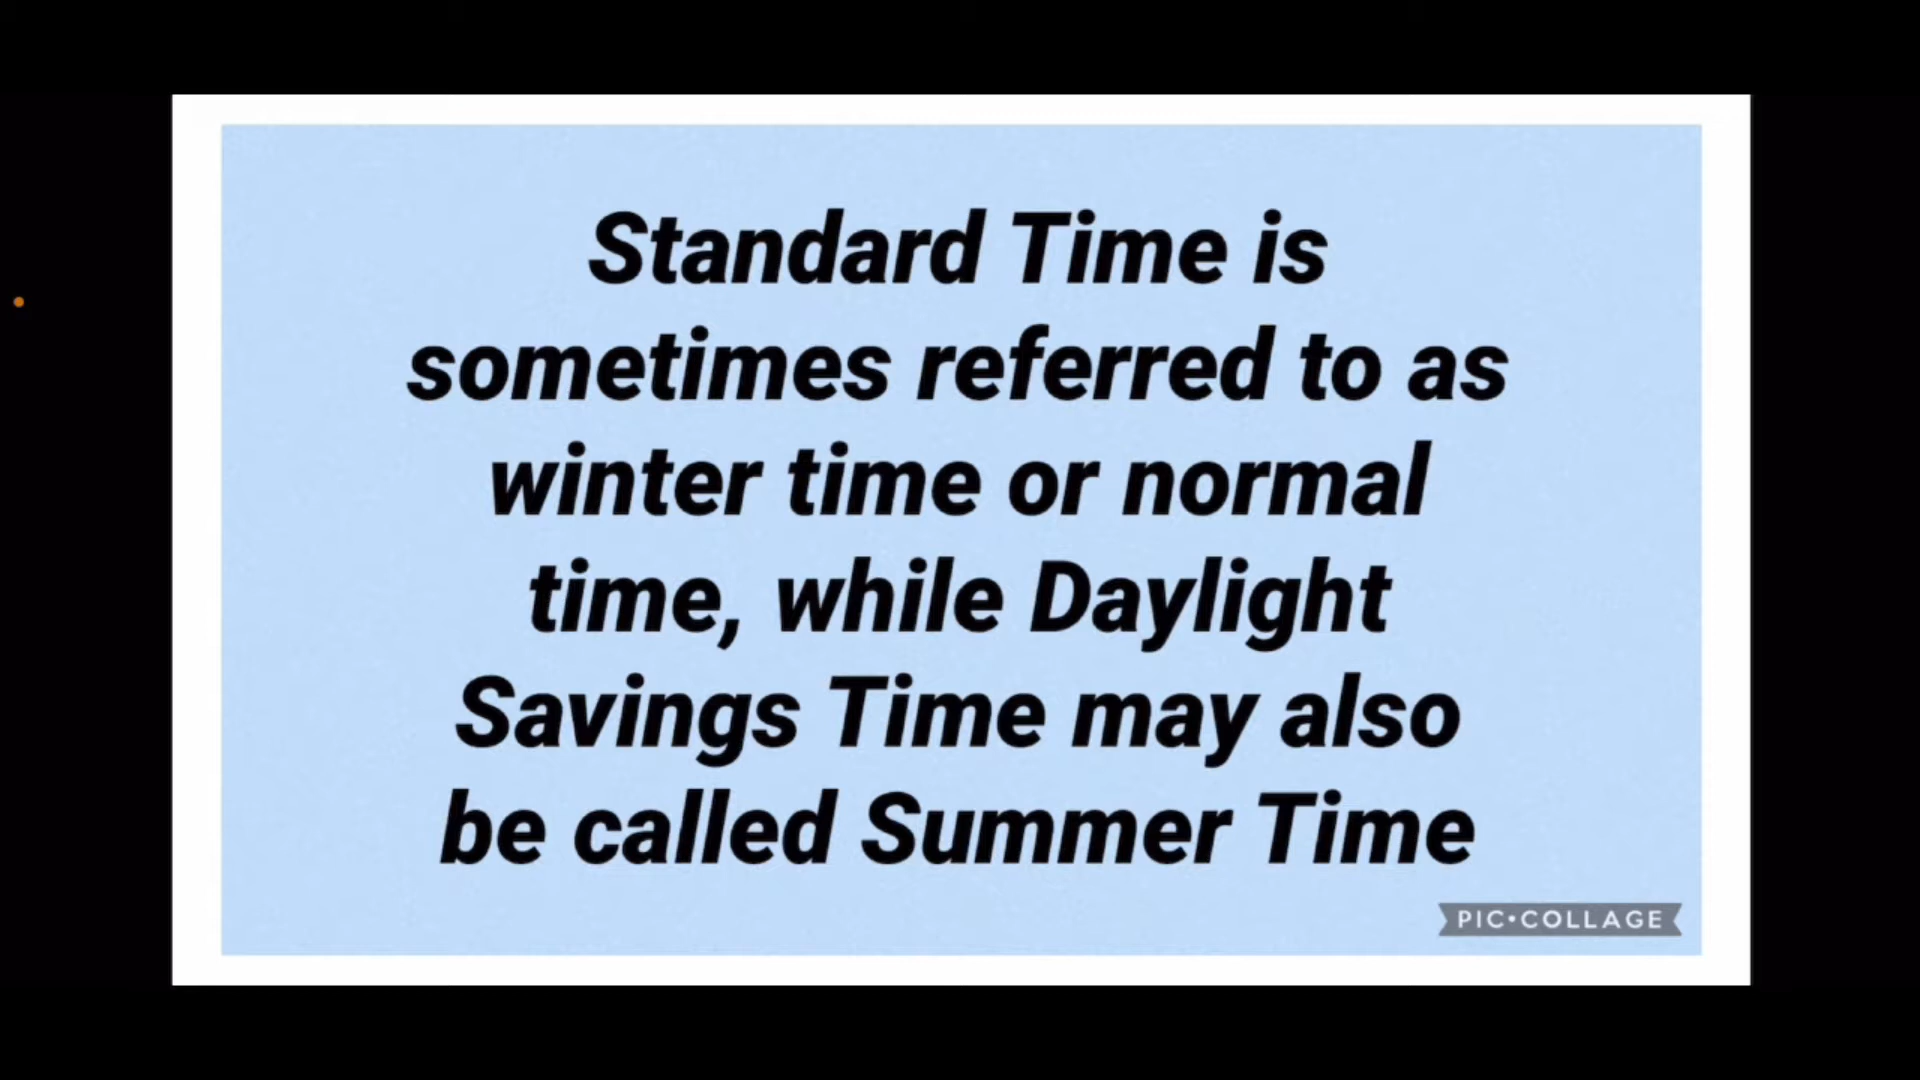 Standard Time is
sometimes referred to as
winter time or normal
time, while Daylight
Savings Time may also
be called Summer Time
PIC•COLLAGE